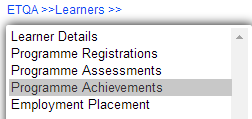 ETQA >>Learners >>
Learner Details
Programme Registrations
Programme Assessments
Programme Achievements
Employment Placement